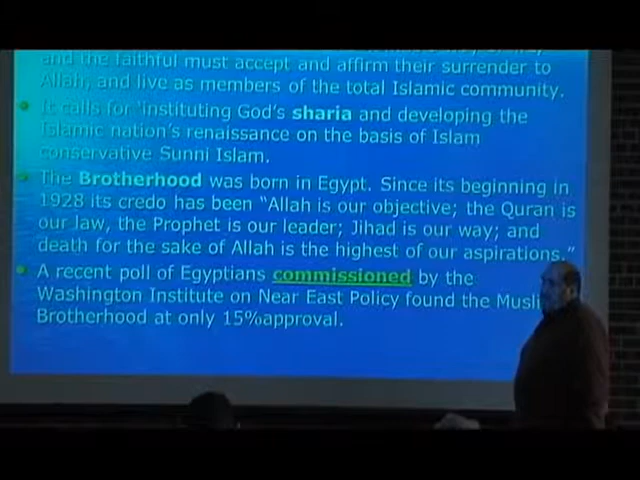 and the faithful must accept and affirm their surrender to
Allah, and live as members of the total Islamic community.
It calls for 'instituting God's sharia and developing the
Islamic nation's renaissance on the basis of Islam
conservative Sunni Islam.
The Brotherhood was born in Egypt. Since its beginning in
1928 its credo has been “Allah is our objective; the Quran is
our law, the Prophet is our leader; Jihad is our way; and
death for the sake of Allah is the highest of our aspirations.”
A recent poll of Egyptians commissioned by the
Washington Institute on Near East Policy found the Musli
Brotherhood at only 15%approval.